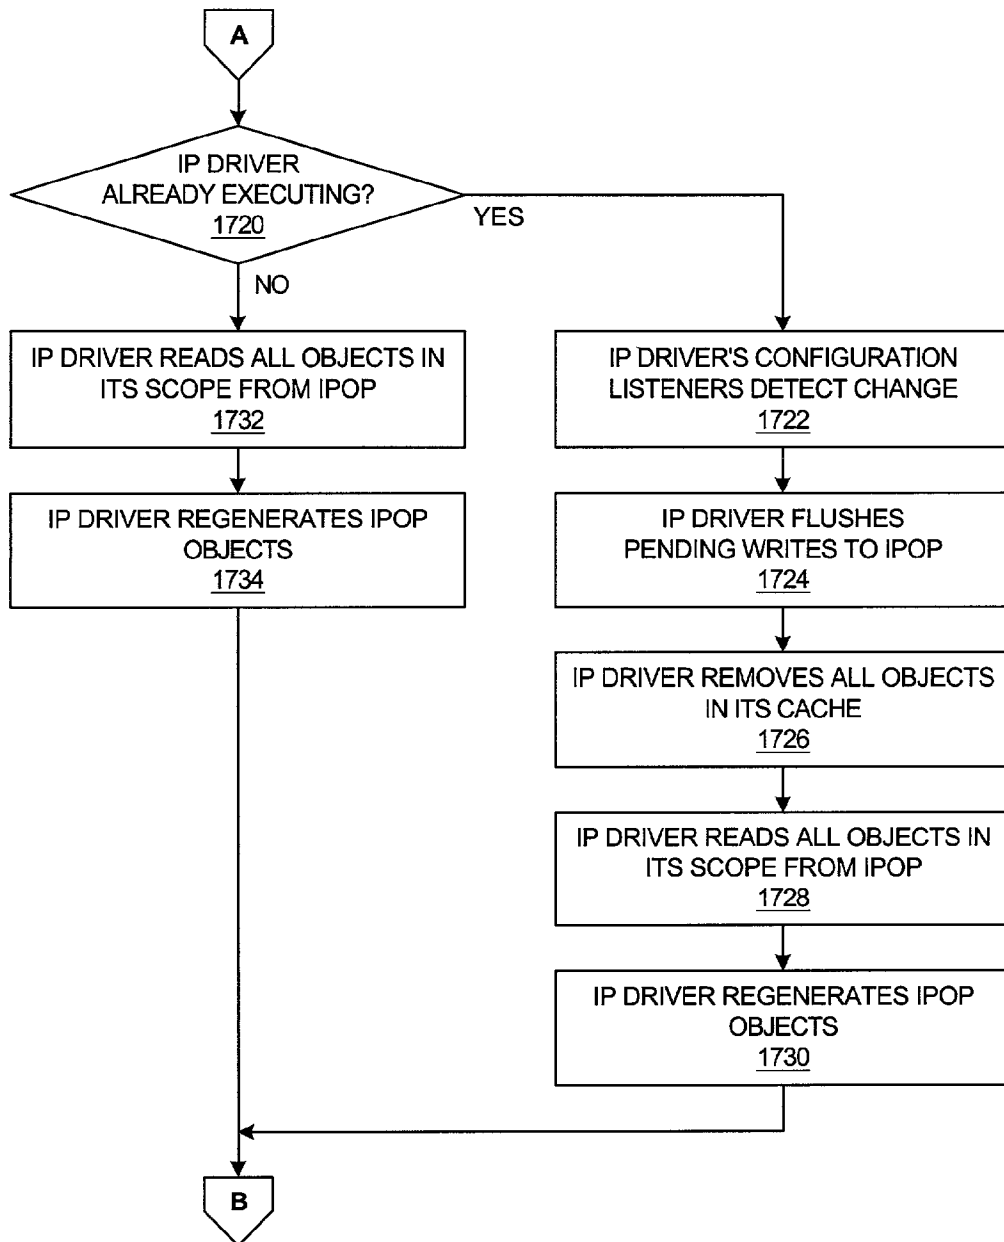 A
IP DRIVER
ALREADY EXECUTING?
1720
YES
NO
IP DRIVER READS ALL OBJECTS IN
ITS SCOPE FROM IPOP
1732
IP DRIVER REGENERATES IPOP
OBJECTS
1734
IP DRIVER'S CONFIGURATION
LISTENERS DETECT CHANGE
1722
IP DRIVER FLUSHES
PENDING WRITES TO IPOP
1724
IP DRIVER REMOVES ALL OBJECTS
IN ITS CACHE
1726
IP DRIVER READS ALL OBJECTS IN
ITS SCOPE FROM IPOP
1728
IP DRIVER REGENERATES IPOP
OBJECTS
1730
B